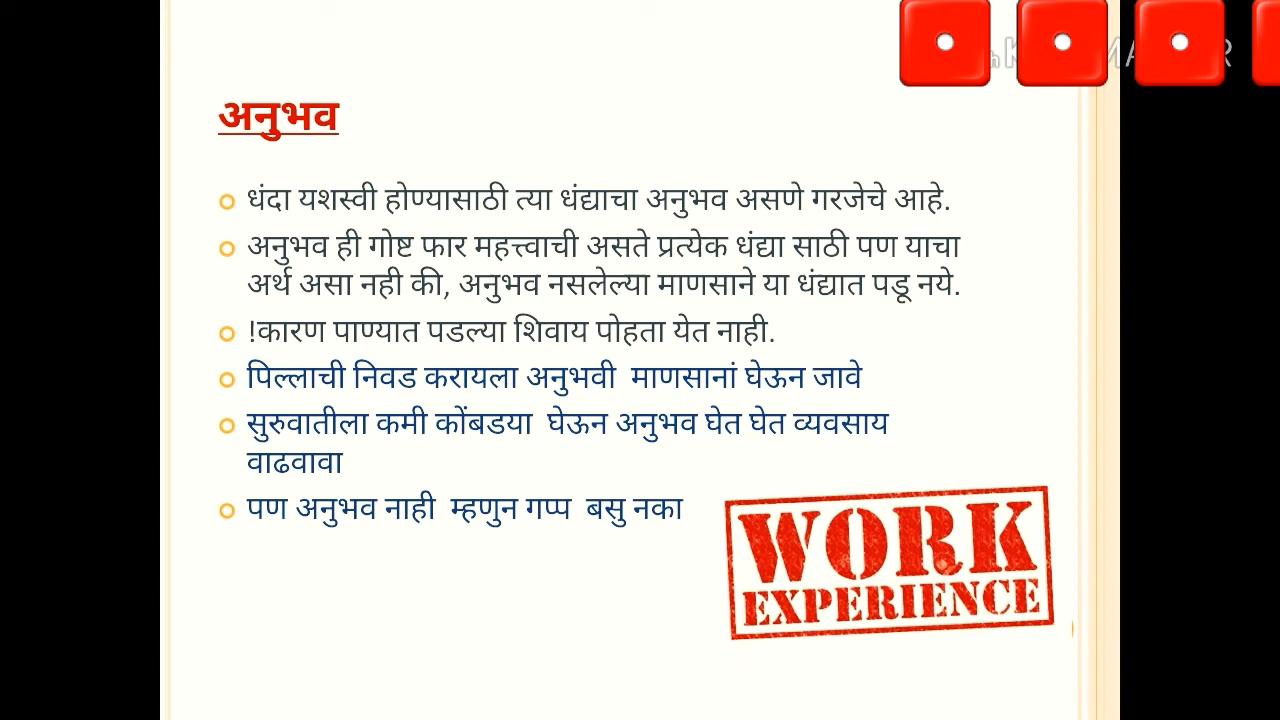 अनुभव
धंदा यशस्वी होण्यासाठी त्या धंद्याचा अनुभव असणे गरजेचे आहे.
अनुभव ही गोष्ट फार महत्त्वाची असते प्रत्येक धंद्या साठी पण याचा
अर्थ असा नही की, अनुभव नसलेल्या माणसाने या धंद्यात पडू नये.
!कारण पाण्यात पडल्या शिवाय पोहता येत नाही.
पिल्लाची निवड करायला अनुभवी माणसानां घेऊन जावे
सुरुवातीला कमी कोंबडया घेऊन अनुभव घेत घेत व्यवसाय
वाढवावा
पण अनुभव नाही म्हणुन गप्प बसु नका
WORK
EXPERIENCE